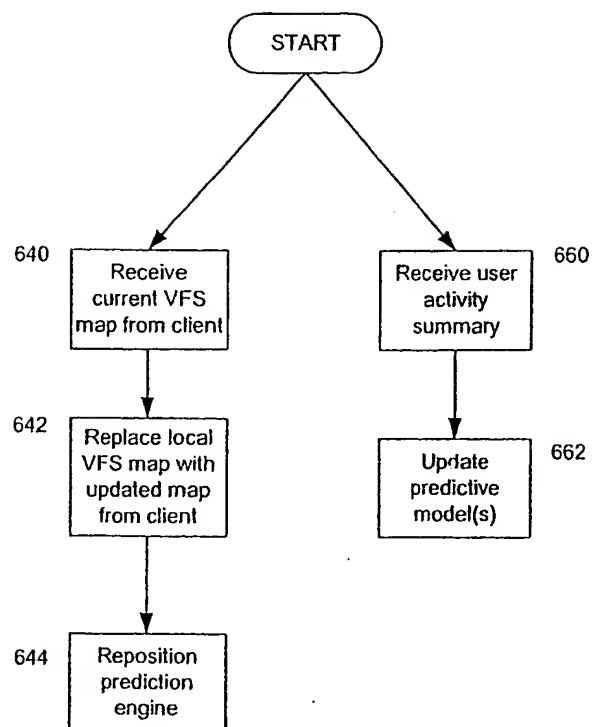 START
640
Receive
current VFS
map from client
660
Receive user
activity
summary
642
Replace local
VFS map with
updated map
from client
662
Update
predictive
model(s)
644
Reposition
prediction
engine